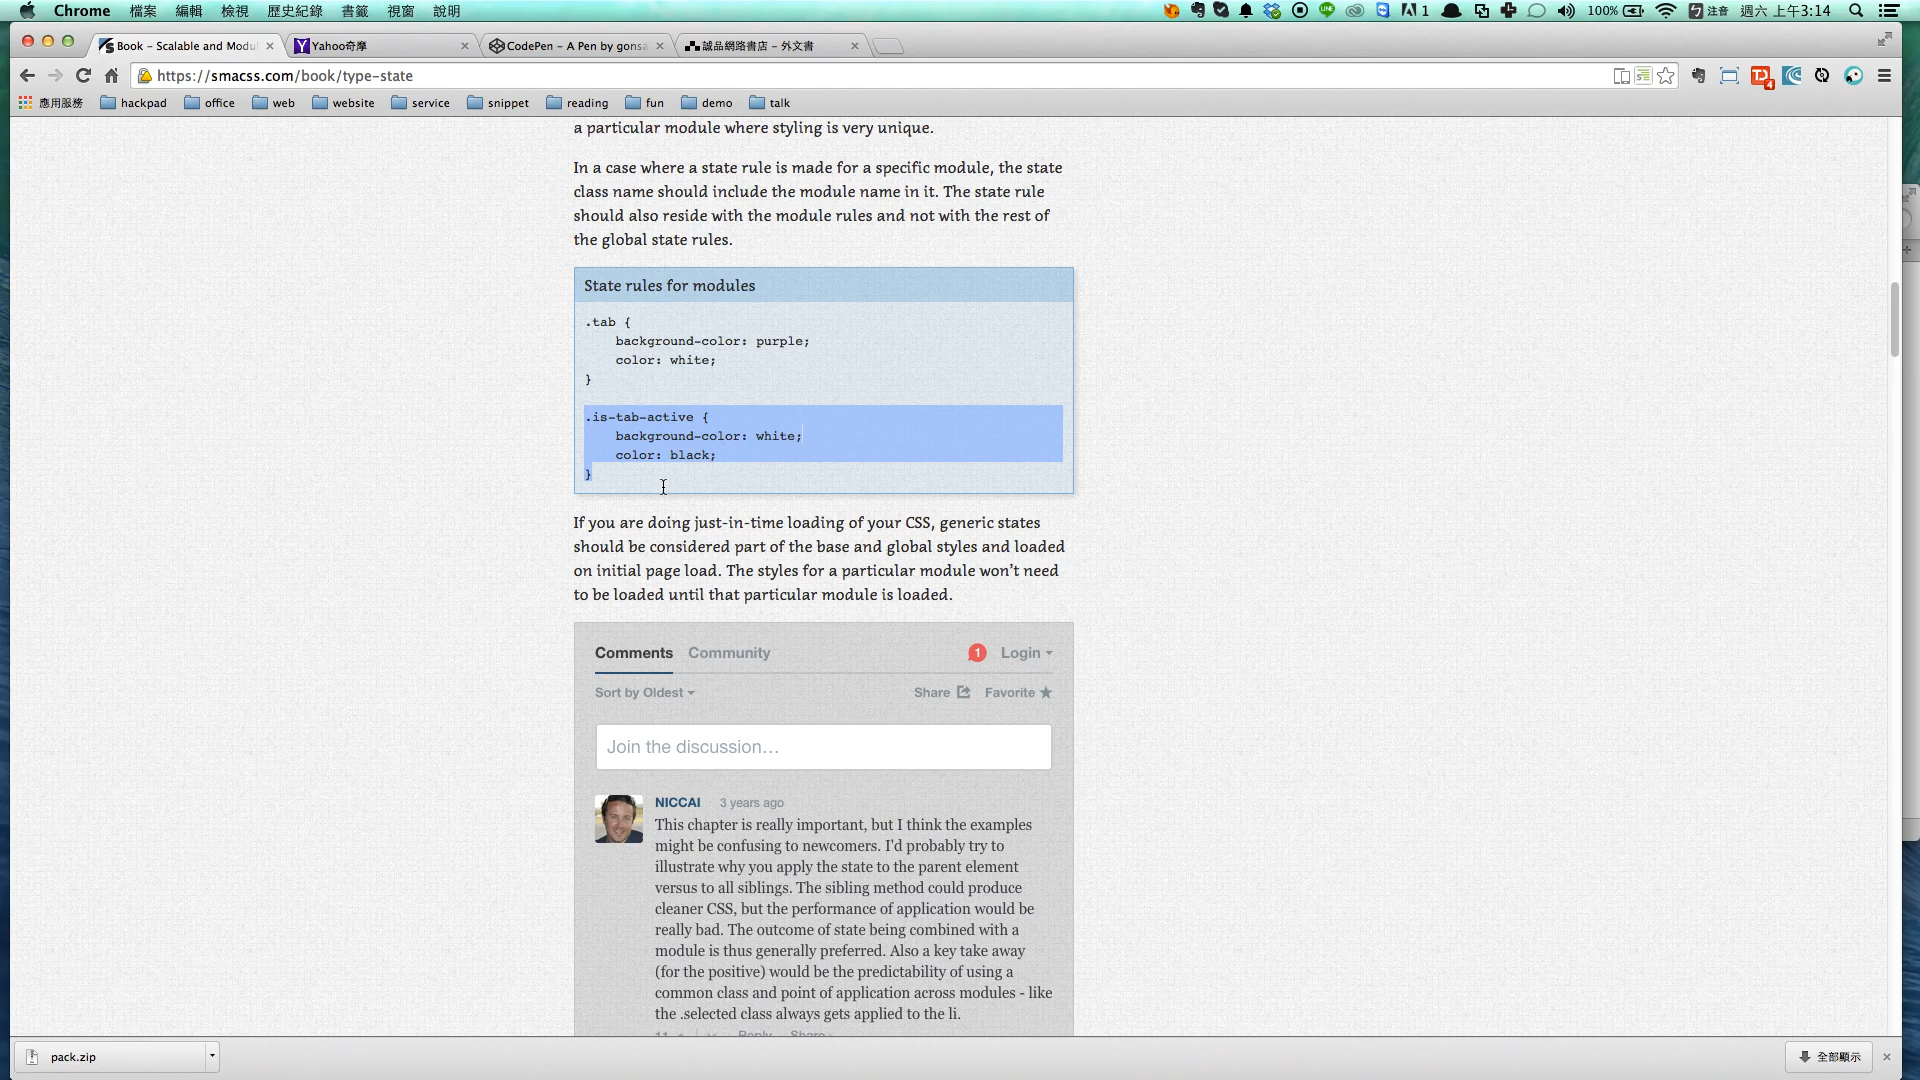 Chrome 檔案 編輯 檢視 歷史紀錄 書籤 視窗 說明 1 100% 注音 週六 上午3:14
Book – Scalable and Modul Yahoo奇摩 CodePen – A Pen by gonsa 誠品網路書店 – 外文書
https://smacss.com/book/type-state
應用服務 hackpad office web website service snippet reading fun demo talk
a particular module where styling is very unique.
In a case where a state rule is made for a specific module, the state
class name should include the module name in it. The state rule
should also reside with the module rules and not with the rest of
the global state rules.
State rules for modules
.tab {
background-color: purple;
color: white;
}
.is-tab-active {
background-color: white;
color: black;
}
If you are doing just-in-time loading of your CSS, generic states
should be considered part of the base and global styles and loaded
on initial page load. The styles for a particular module won’t need
to be loaded until that particular module is loaded.
Comments Community 1 Login
Sort by Oldest Share Favorite
Join the discussion…
NICCAI 3 years ago
This chapter is really important, but I think the examples
might be confusing to newcomers. I'd probably try to
illustrate why you apply the state to the parent element
versus to all siblings. The sibling method could produce
cleaner CSS, but the performance of application would be
really bad. The outcome of state being combined with a
module is thus generally preferred. Also a key take away
(for the positive) would be the predictability of using a
common class and point of application across modules - like
the .selected class always gets applied to the li.
11 Reply Share
pack.zip 全部顯示